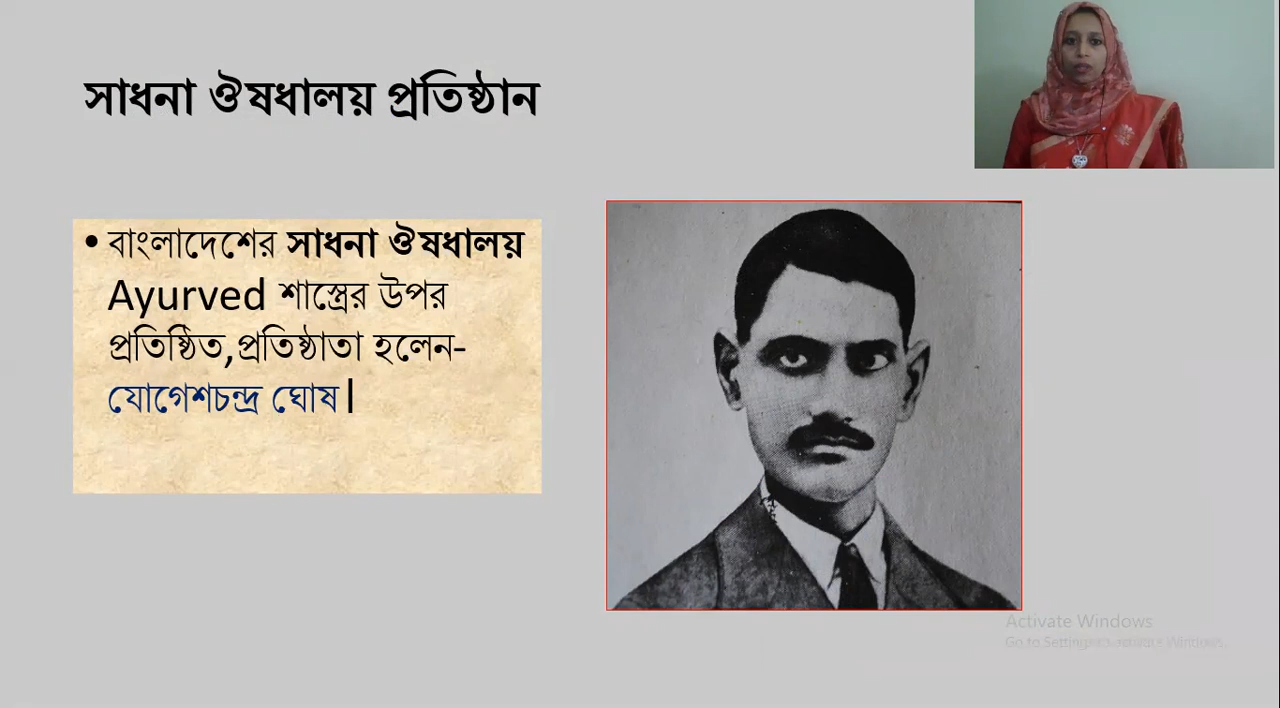 সাধনা ঔষধালয় প্রতিষ্ঠান
• বাংলাদেশের সাধনা ঔষধালয়
Ayurved শাস্ত্রের উপর
প্রতিষ্ঠিত,প্রতিষ্ঠাতা হলেন-
যোগেশচন্দ্র ঘোষ|
Activate Windows
Go to Settings to activate Windows.